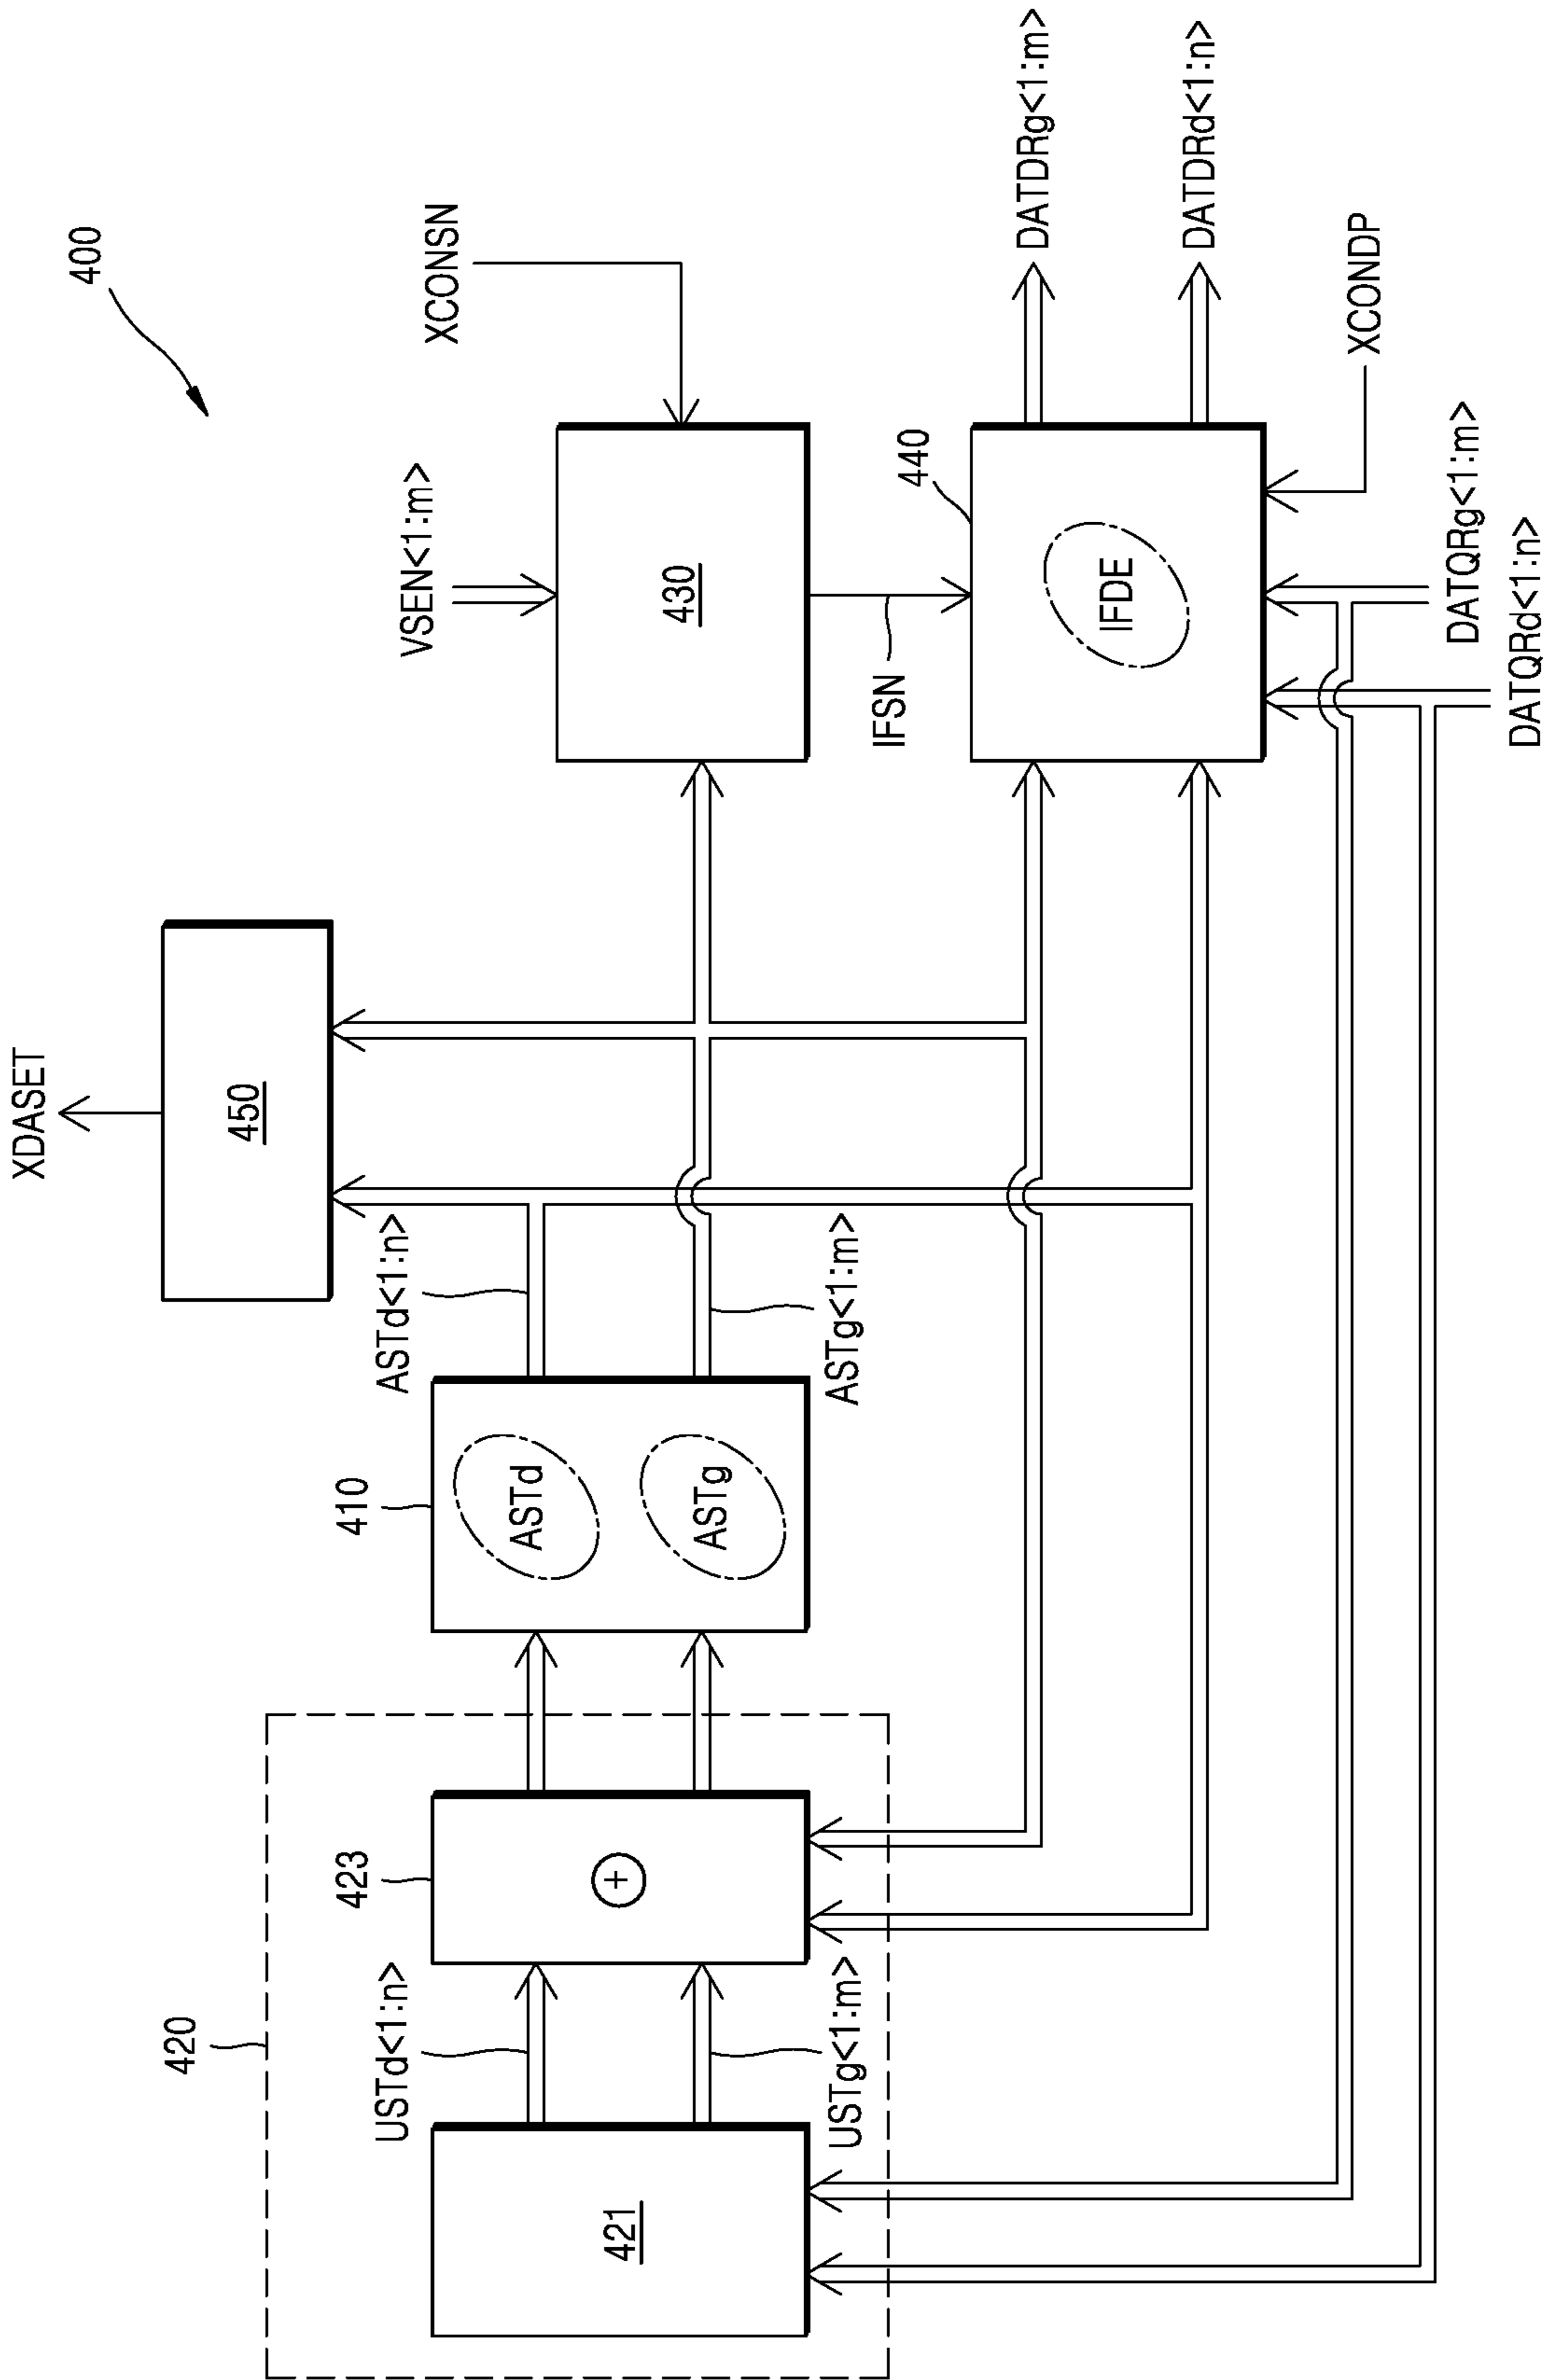 400
XDASET
450
VSEN<1:m>
XCONSN
430
420
USTd<1:n>
423
410
ASTd<1:n>
421
+
ASTd
ASTg
USTg<1:m>
ASTg<1:m>
IFSN
440
IFDE
DATDRg<1:m>
DATDRd<1:n>
XCONDP
DATQRg<1:m>
DATQRd<1:n>